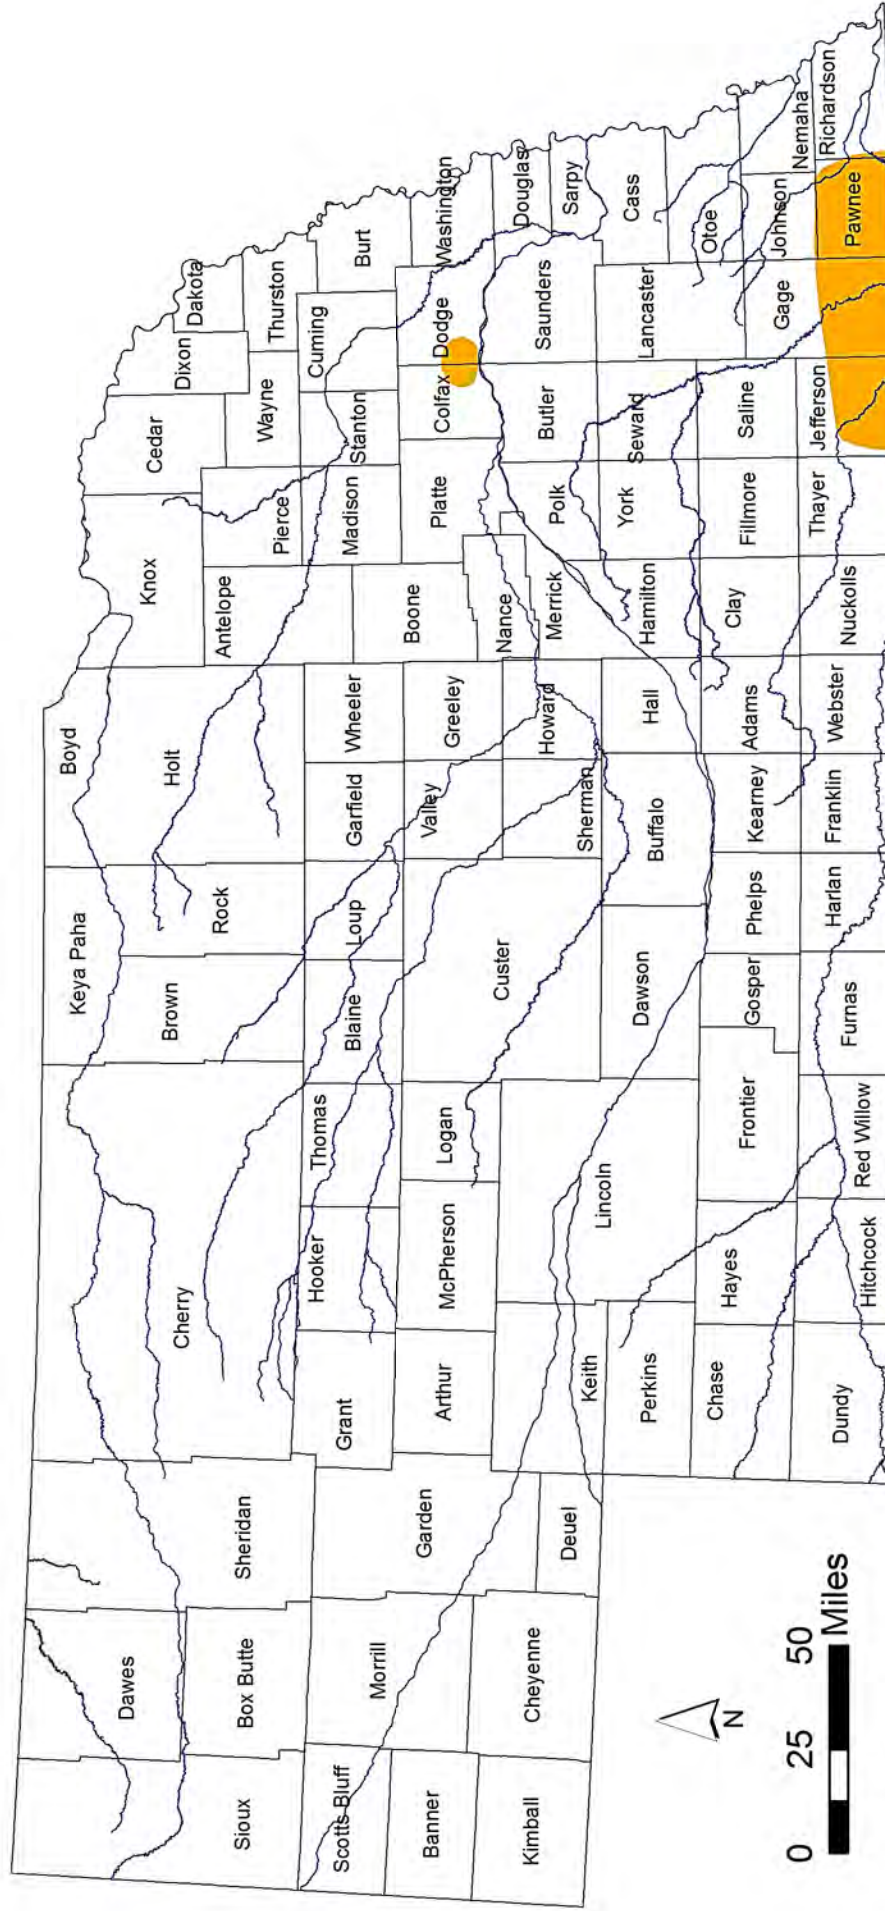 Boyd
Keya Paha
Dawes
Cherry
Brown
Rock
Holt
Knox
Cedar
Dixon
Dakota
Sioux
Box Butte
Sheridan
Antelope
Pierce
Wayne
Thurston
Scotts Bluff
Morrill
Grant
Hooker
Thomas
Blaine
Loup
Garfield
Wheeler
Madison
Stanton
Cuming
Burt
Banner
Garden
Arthur
McPherson
Logan
Custer
Valley
Greeley
Boone
Platte
Colfax
Dodge
Washington
Kimball
Cheyenne
Deuel
Keith
Lincoln
Sherman
Howard
Nance
Merrick
Polk
Butler
Saunders
Douglas
Sarpy
Perkins
Dawson
Buffalo
Hall
Hamilton
York
Seward
Lancaster
Cass
Otoe
Chase
Hayes
Frontier
Gosper
Phelps
Kearney
Adams
Clay
Fillmore
Saline
Gage
Johnson
Nemaha
Dundy
Hitchcock
Red Willow
Furnas
Harlan
Franklin
Webster
Nuckolls
Thayer
Jefferson
Pawnee
Richardson
N
0 25 50
Miles